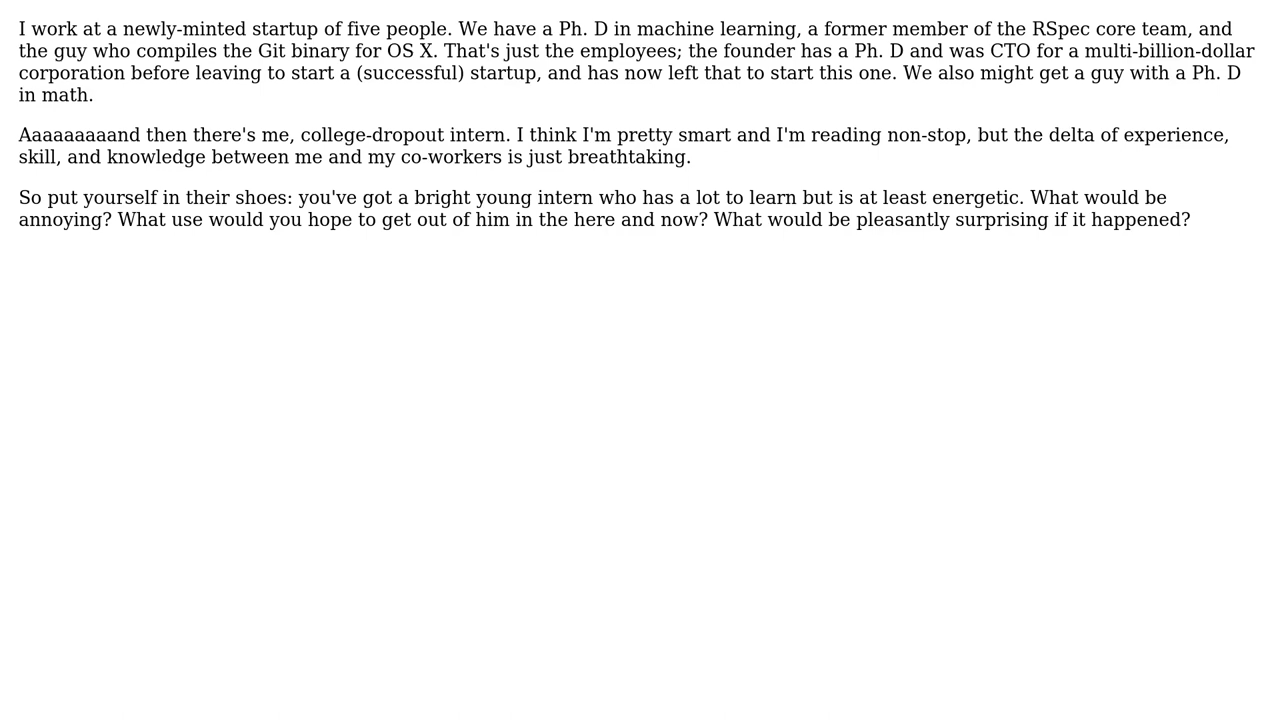 I work at a newly-minted startup of five people. We have a Ph. D in machine learning, a former member of the RSpec core team, and
the guy who compiles the Git binary for OS X. That's just the employees; the founder has a Ph. D and was CTO for a multi-billion-dollar
corporation before leaving to start a (successful) startup, and has now left that to start this one. We also might get a guy with a Ph. D
in math.
Aaaaaaaaand then there's me, college-dropout intern. I think I'm pretty smart and I'm reading non-stop, but the delta of experience,
skill, and knowledge between me and my co-workers is just breathtaking.
So put yourself in their shoes: you've got a bright young intern who has a lot to learn but is at least energetic. What would be
annoying? What use would you hope to get out of him in the here and now? What would be pleasantly surprising if it happened?